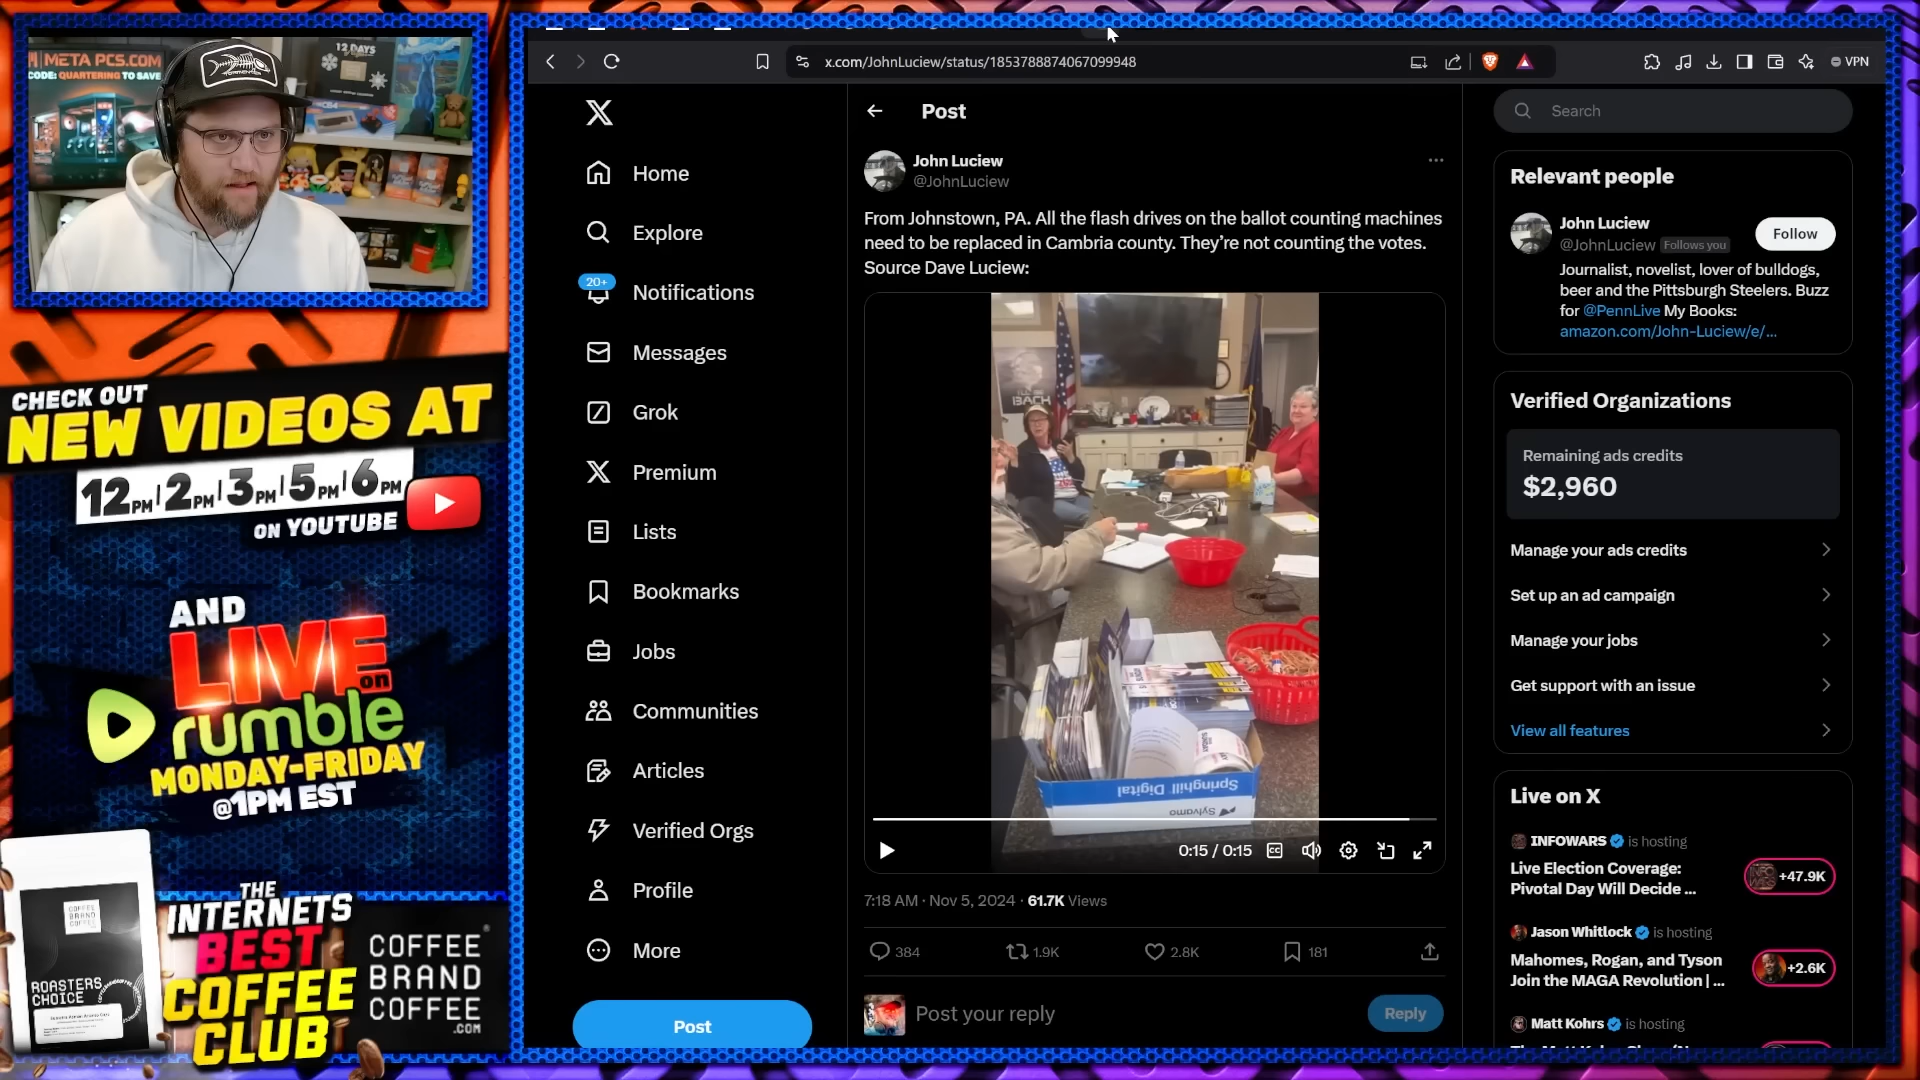 META PCS.COM
CODE: QUARTERING TO SAVE
12 DAYS
CHECK OUT
NEW VIDEOS AT
12PM | 2PM | 3PM | 5PM | 6PM
ON YOUTUBE
AND
LIVE
on
rumble
MONDAY-FRIDAY
@1PM EST
COFFEE
BRAND
COFFEE
ROASTERS
CHOICE
THE
INTERNETS
BEST
COFFEE
CLUB
COFFEE
BRAND
COFFEE
.COM
x.com/JohnLuciew/status/1853788874067099948
VPN
Home
Explore
20+
Notifications
Messages
Grok
Premium
Lists
Bookmarks
Jobs
Communities
Articles
Verified Orgs
Profile
More
Post
Post
John Luciew
@JohnLuciew
From Johnstown, PA. All the flash drives on the ballot counting machines
need to be replaced in Cambria county. They’re not counting the votes.
Source Dave Luciew:
BACK
SUNDAY
Springhill Digital
Sylvamo
0:15 / 0:15
CC
7:18 AM · Nov 5, 2024 · 61.7K Views
384
1.9K
2.8K
181
Post your reply
Reply
Search
Relevant people
John Luciew
@JohnLuciew Follows you
Follow
Journalist, novelist, lover of bulldogs,
beer and the Pittsburgh Steelers. Buzz
for @PennLive My Books:
amazon.com/John-Luciew/e/...
Verified Organizations
Remaining ads credits
$2,960
Manage your ads credits
Set up an ad campaign
Manage your jobs
Get support with an issue
View all features
Live on X
INFOWARS is hosting
Live Election Coverage:
Pivotal Day Will Decide ...
+47.9K
Jason Whitlock is hosting
Mahomes, Rogan, and Tyson
Join the MAGA Revolution | ...
+2.6K
Matt Kohrs is hosting